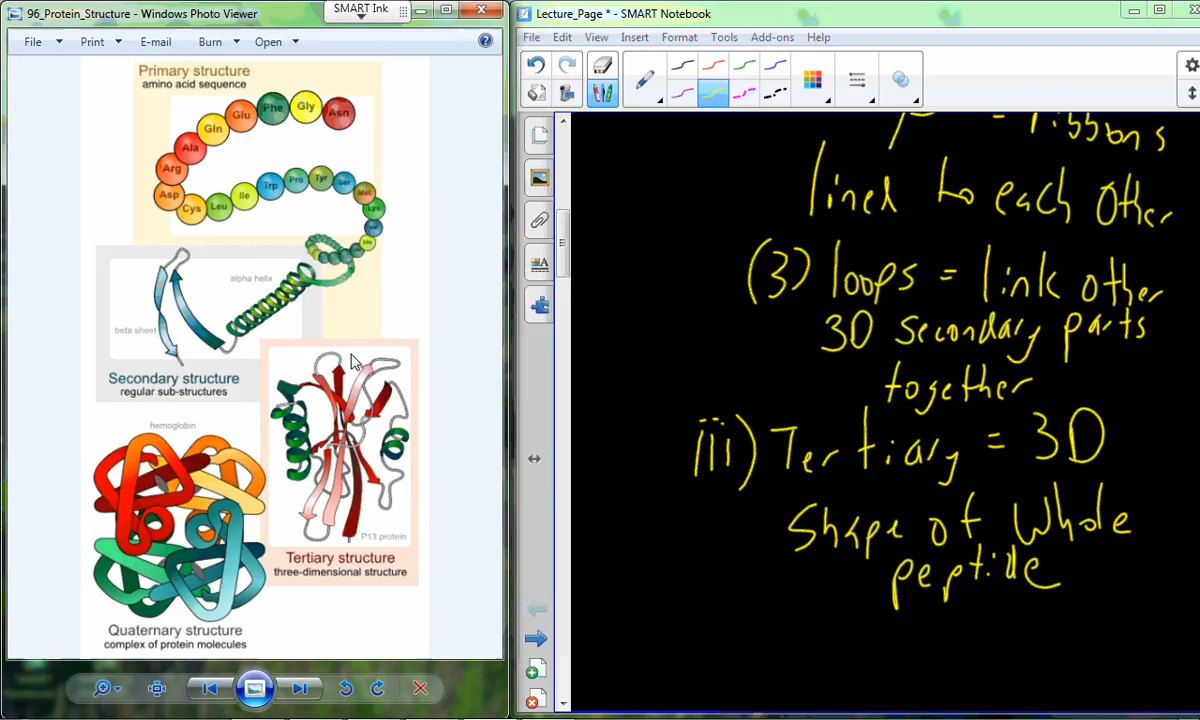 96_Protein_Structure - Windows Photo Viewer
SMART Ink
File Print E-mail Burn Open
Primary structure
amino acid sequence
Asn
Gly
Phe
Glu
Gln
Ala
Arg
Asp
Cys
Leu
Ile
Trp
Pro
Tyr
Ser
Met
Lys
Val
His
alpha helix
beta sheet
Secondary structure
regular sub-structures
hemoglobin
P13 protein
Tertiary structure
three-dimensional structure
Quaternary structure
complex of protein molecules
Lecture_Page * - SMART Notebook
File Edit View Insert Format Tools Add-ons Help
= ribbons
lined to each other
(3) loops = link other
3D secondary parts
together
iii) Tertiary = 3D
Shape of whole
peptide